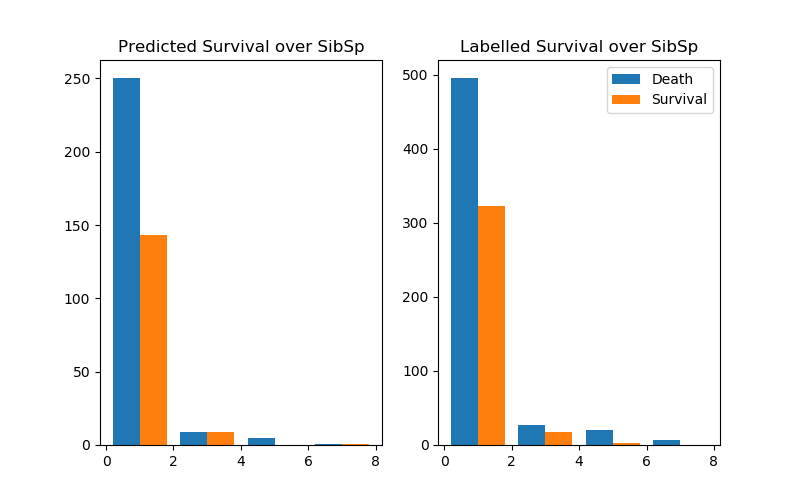 Predicted Survival over SibSp
250
200
150
100
50
0
0 2 4 6 8
Labelled Survival over SibSp
Death
Survival
500
400
300
200
100
0
0 2 4 6 8